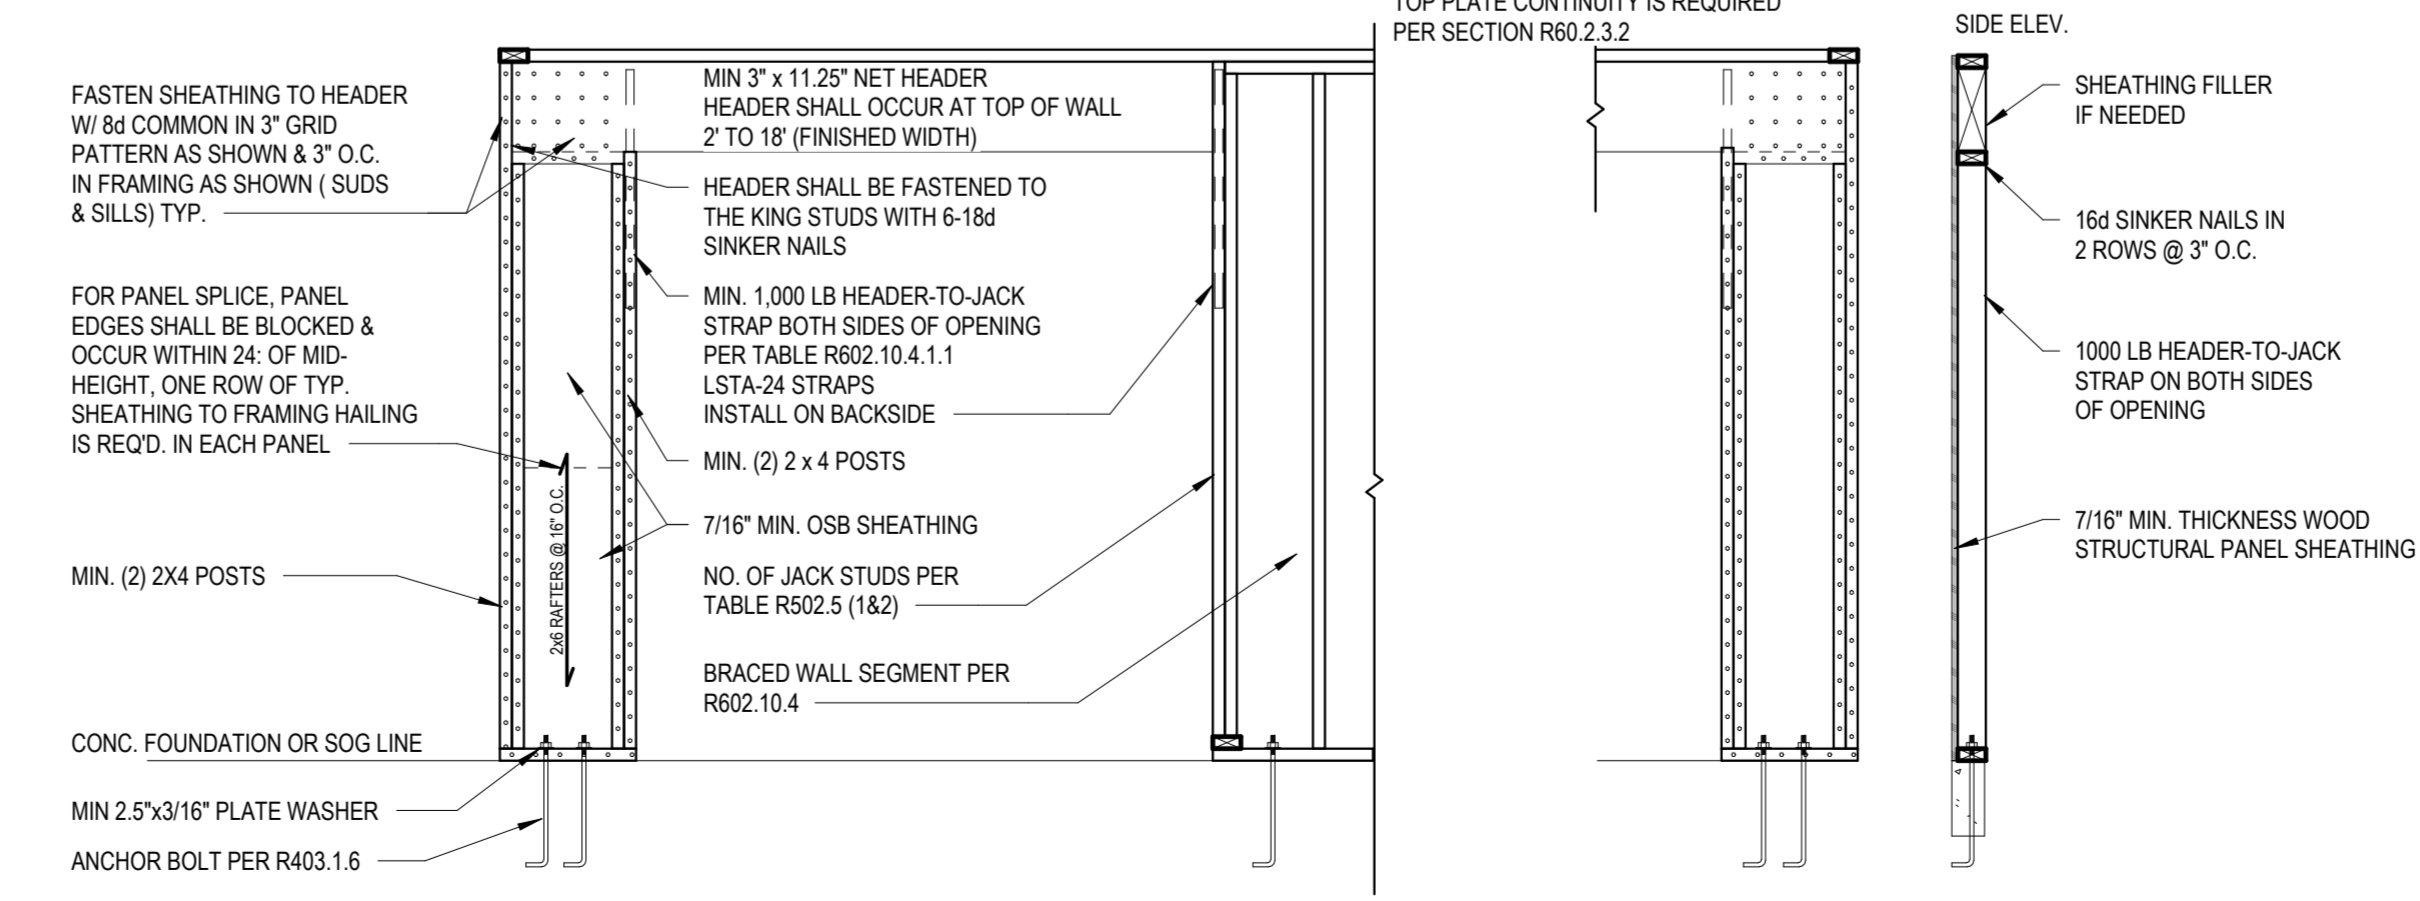 TOP PLATE CONTINUITY IS REQUIRED
PER SECTION R60.2.3.2
SIDE ELEV.
FASTEN SHEATHING TO HEADER
W/ 8d COMMON IN 3" GRID
PATTERN AS SHOWN & 3" O.C.
IN FRAMING AS SHOWN ( SUDS
& SILLS) TYP.
FOR PANEL SPLICE, PANEL
EDGES SHALL BE BLOCKED &
OCCUR WITHIN 24: OF MID-
HEIGHT, ONE ROW OF TYP.
SHEATHING TO FRAMING HAILING
IS REQ'D. IN EACH PANEL
MIN. (2) 2X4 POSTS
CONC. FOUNDATION OR SOG LINE
MIN 2.5"x3/16" PLATE WASHER
ANCHOR BOLT PER R403.1.6
2x6 RAFTERS @ 16" O.C.
MIN 3" x 11.25" NET HEADER
HEADER SHALL OCCUR AT TOP OF WALL
2' TO 18' (FINISHED WIDTH)
HEADER SHALL BE FASTENED TO
THE KING STUDS WITH 6-18d
SINKER NAILS
MIN. 1,000 LB HEADER-TO-JACK
STRAP BOTH SIDES OF OPENING
PER TABLE R602.10.4.1.1
LSTA-24 STRAPS
INSTALL ON BACKSIDE
MIN. (2) 2 x 4 POSTS
7/16" MIN. OSB SHEATHING
NO. OF JACK STUDS PER
TABLE R502.5 (1&2)
BRACED WALL SEGMENT PER
R602.10.4
SHEATHING FILLER
IF NEEDED
16d SINKER NAILS IN
2 ROWS @ 3" O.C.
1000 LB HEADER-TO-JACK
STRAP ON BOTH SIDES
OF OPENING
7/16" MIN. THICKNESS WOOD
STRUCTURAL PANEL SHEATHING